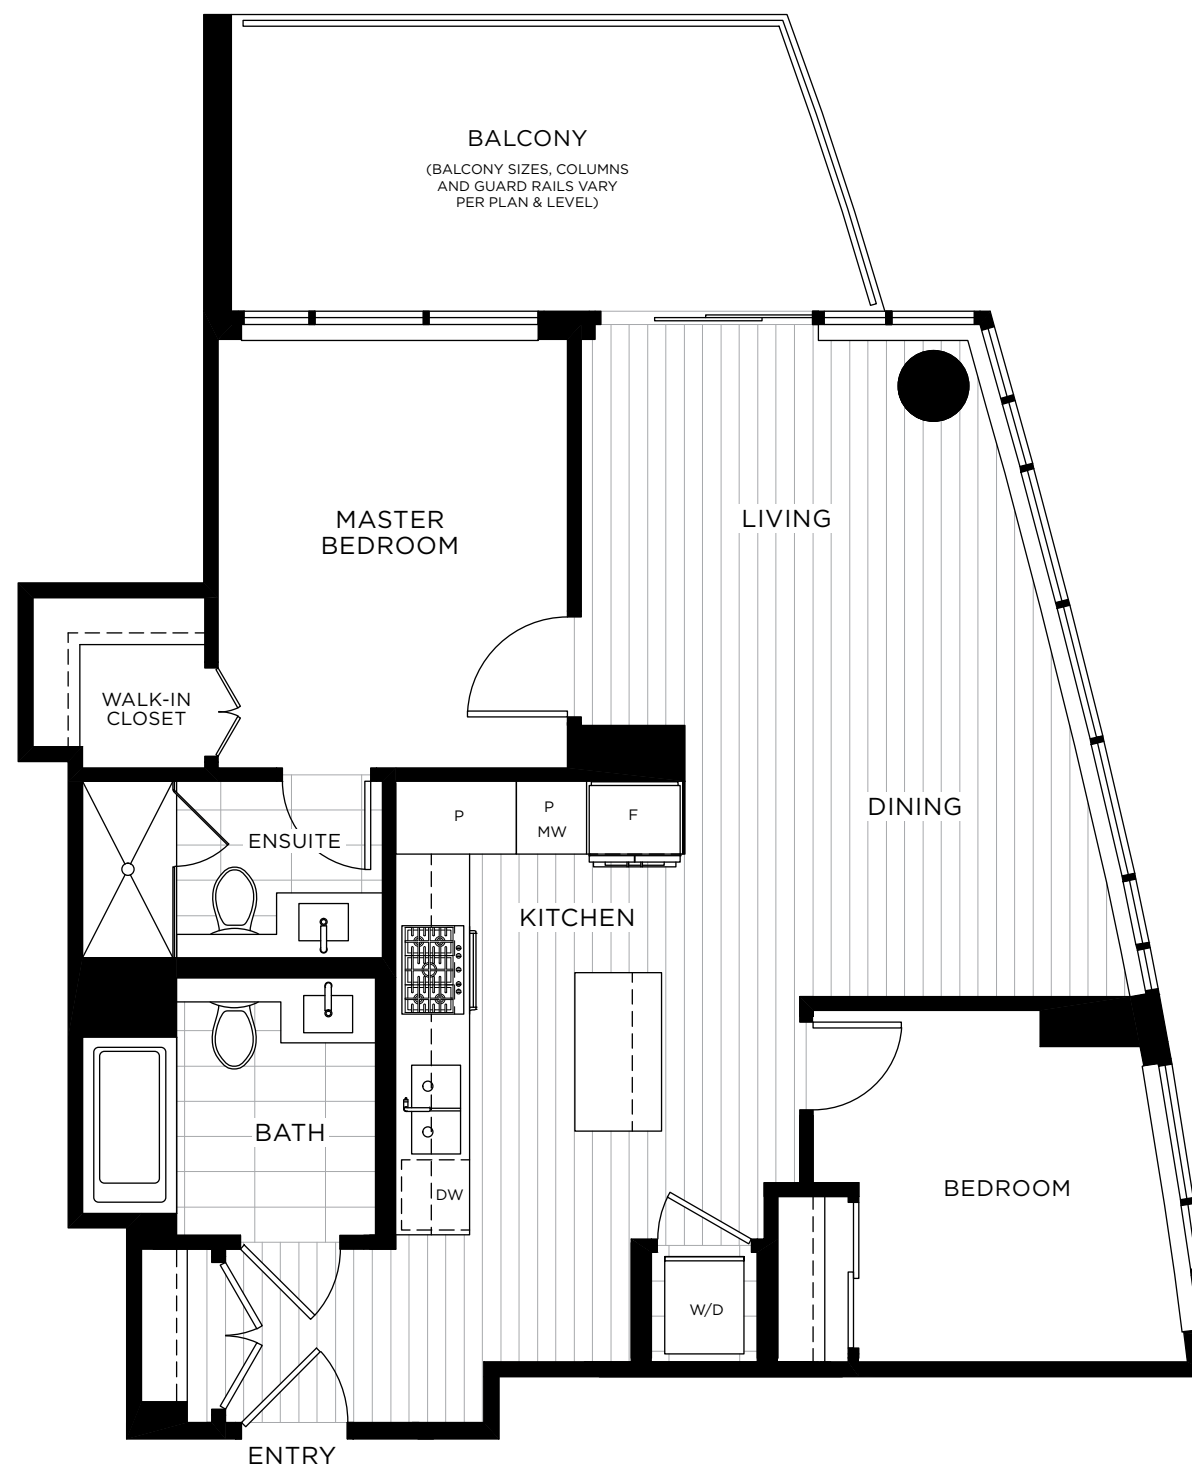 BALCONY
(BALCONY SIZES, COLUMNS
AND GUARD RAILS VARY
PER PLAN & LEVEL)
MASTER
BEDROOM
LIVING
WALK-IN
CLOSET
DINING
P
P
MW
F
ENSUITE
KITCHEN
BATH
DW
BEDROOM
W/D
ENTRY